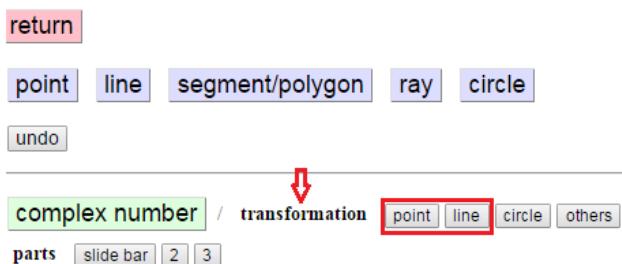 return
point line segment/polygon ray circle
undo
complex number / transformation point line circle others
parts slide bar 2 3